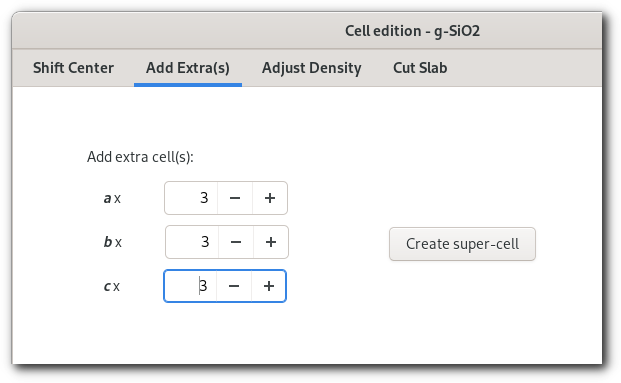 Cell edition - g-SiO2
Shift Center Add Extra(s) Adjust Density Cut Slab
Add extra cell(s):
a x 3 − +
b x 3 − +
Create super-cell
c x 3 − +